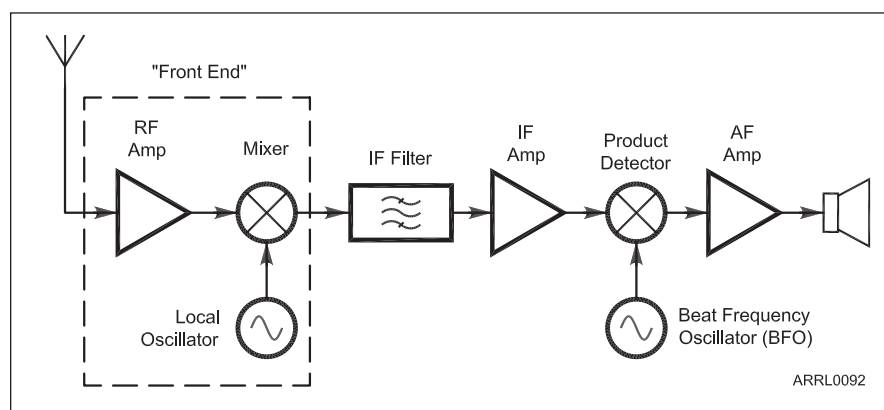 "Front End"
RF
Amp
Mixer
IF Filter
IF
Amp
Product
Detector
AF
Amp
Local
Oscillator
Beat Frequency
Oscillator (BFO)
ARRL0092